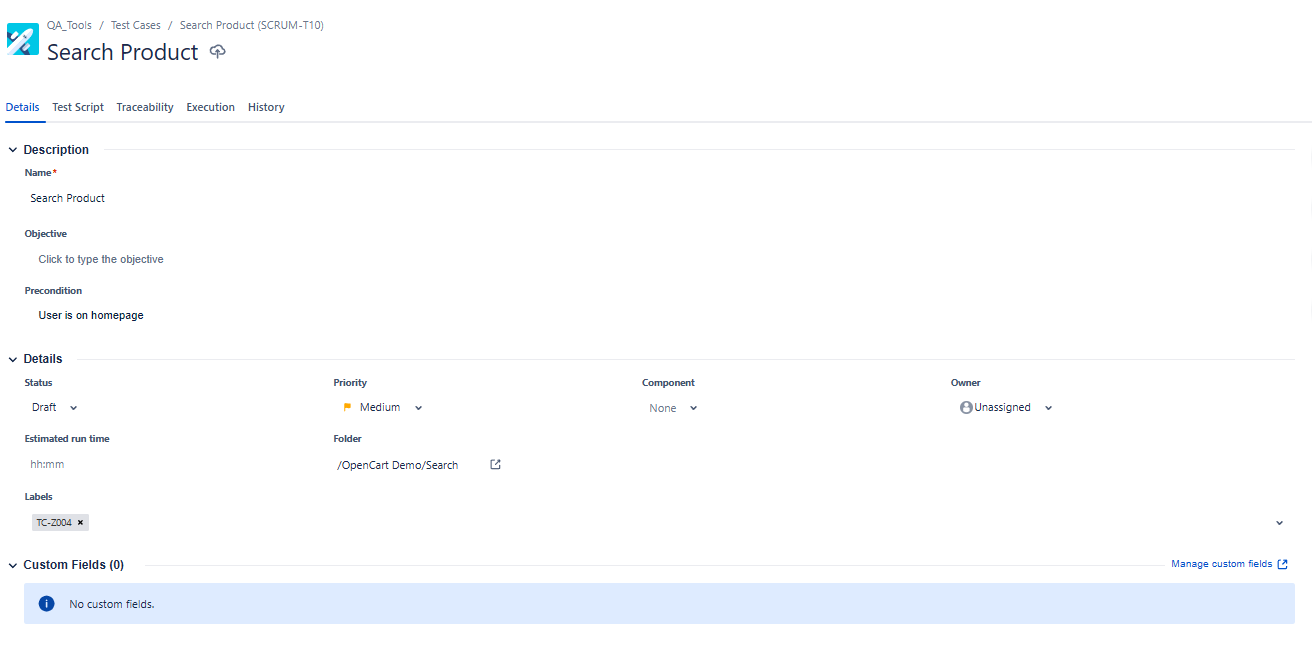 QA_Tools / Test Cases / Search Product (SCRUM-T10)
Search Product
Details Test Script Traceability Execution History
Description
Name*
Search Product
Objective
Click to type the objective
Precondition
User is on homepage
Details
Status Priority Component Owner
Draft Medium None Unassigned
Estimated run time Folder
hh:mm /OpenCart Demo/Search
Labels
TC-Z004 ×
Custom Fields (0) Manage custom fields
No custom fields.